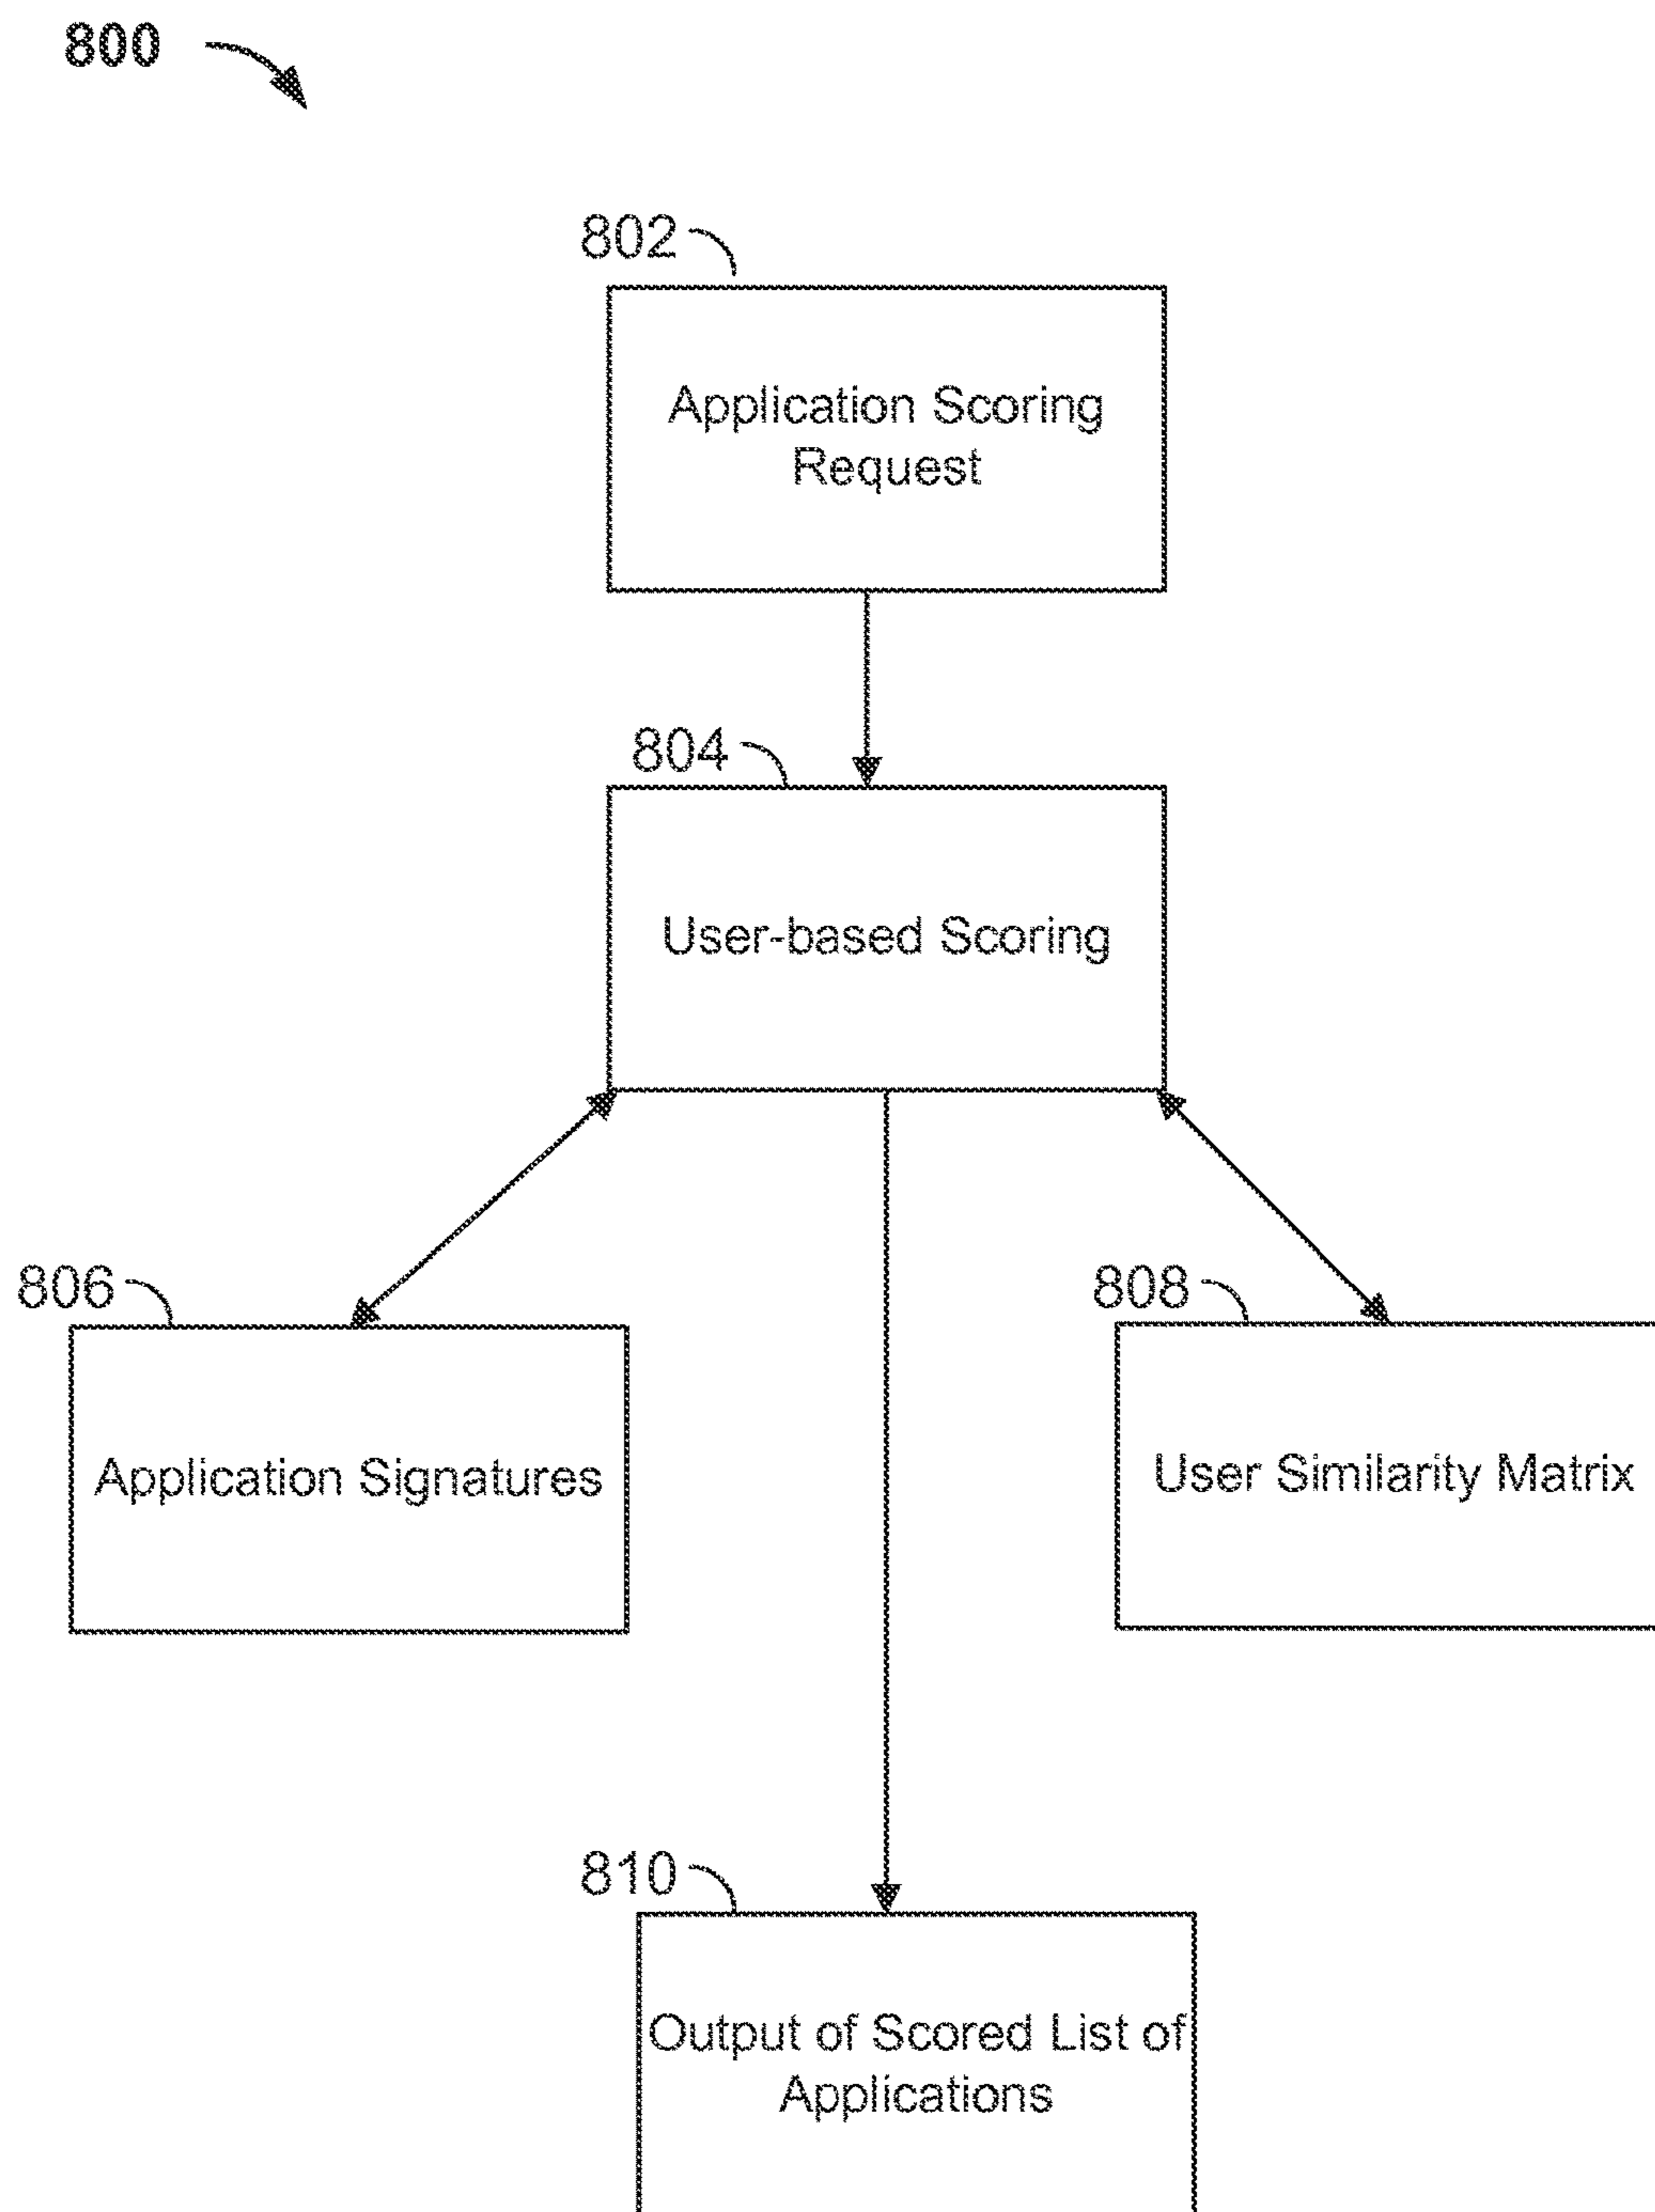 800
802
Application Scoring
Request
804
User-based Scoring
806
808
Application Signatures
User Similarity Matrix
810
Output of Scored List of
Applications